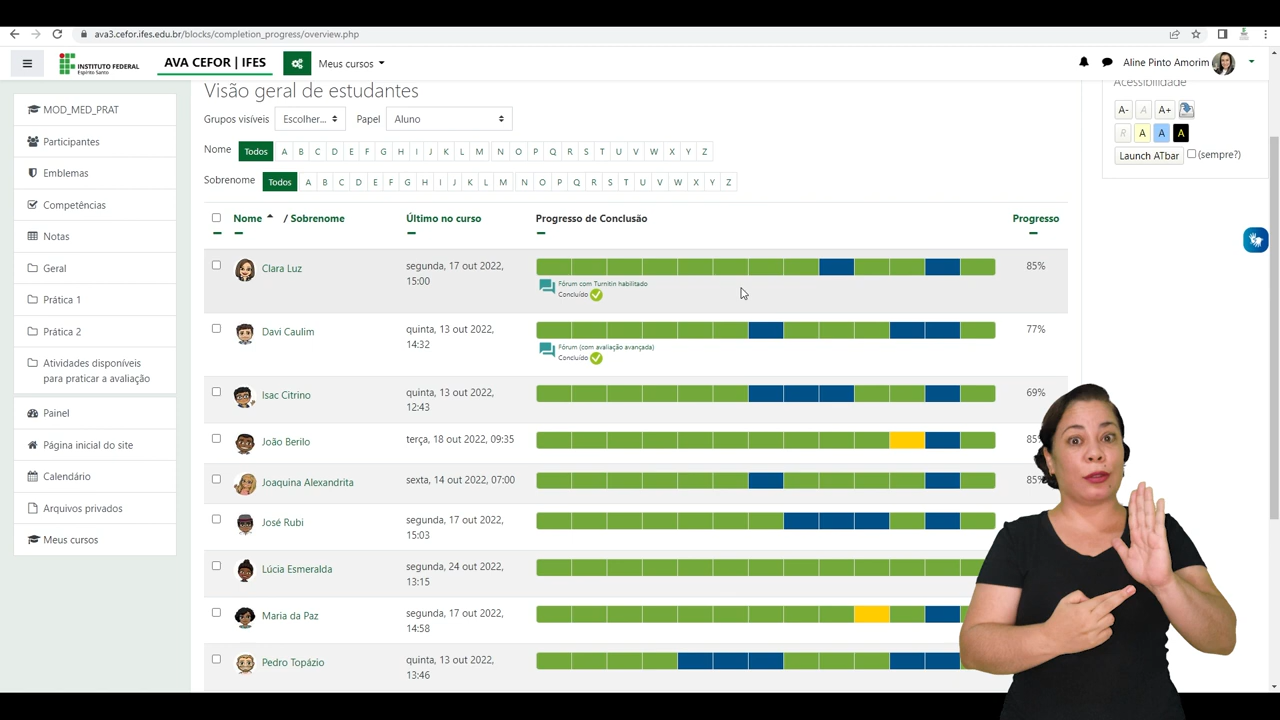 ava3.cefor.ifes.edu.br/blocks/completion_progress/overview.php
INSTITUTO FEDERAL
Espírito Santo
AVA CEFOR | IFES
Meus cursos
Aline Pinto Amorim
MOD_MED_PRAT
Participantes
Emblemas
Competências
Notas
Geral
Prática 1
Prática 2
Atividades disponíveis
para praticar a avaliação
Painel
Página inicial do site
Calendário
Arquivos privados
Meus cursos
Visão geral de estudantes
Grupos visíveis Escolher... Papel Aluno
Nome Todos A B C D E F G H I J K L M N O P Q R S T U V W X Y Z
Sobrenome Todos A B C D E F G H I J K L M N O P Q R S T U V W X Y Z
Nome / Sobrenome Último no curso Progresso de Conclusão Progresso
Clara Luz segunda, 17 out 2022, 85%
15:00
Fórum com Turnitin habilitado
Concluído
Davi Caulim quinta, 13 out 2022, 77%
14:32
Fórum (com avaliação avançada)
Concluído
Isac Citrino quinta, 13 out 2022, 69%
12:43
João Berilo terça, 18 out 2022, 09:35 85%
Joaquina Alexandrita sexta, 14 out 2022, 07:00 85%
José Rubi segunda, 17 out 2022,
15:03
Lúcia Esmeralda segunda, 24 out 2022,
13:15
Maria da Paz segunda, 17 out 2022,
14:58
Pedro Topázio quinta, 13 out 2022,
13:46
Acessibilidade
A- A A+
R A A A
Launch ATbar (sempre?)